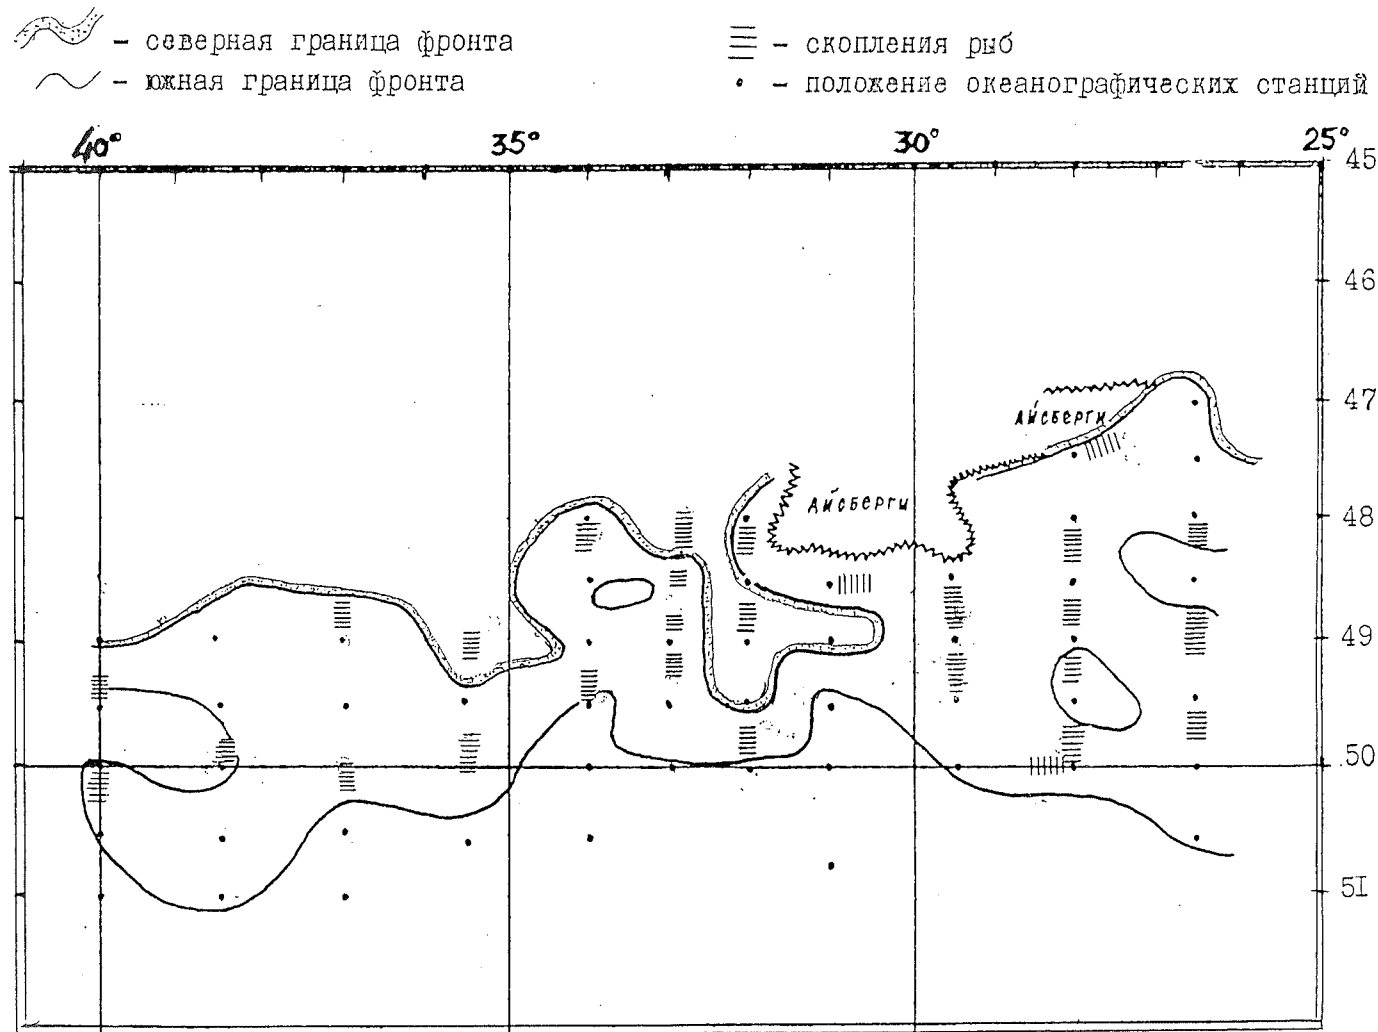 – северная граница фронта
– южная граница фронта
– скопления рыб
– положение океанографических станций
40° 35° 30° 25°
45
46
47
АЙСБЕРГИ
АЙСБЕРГИ
48
49
50
5I